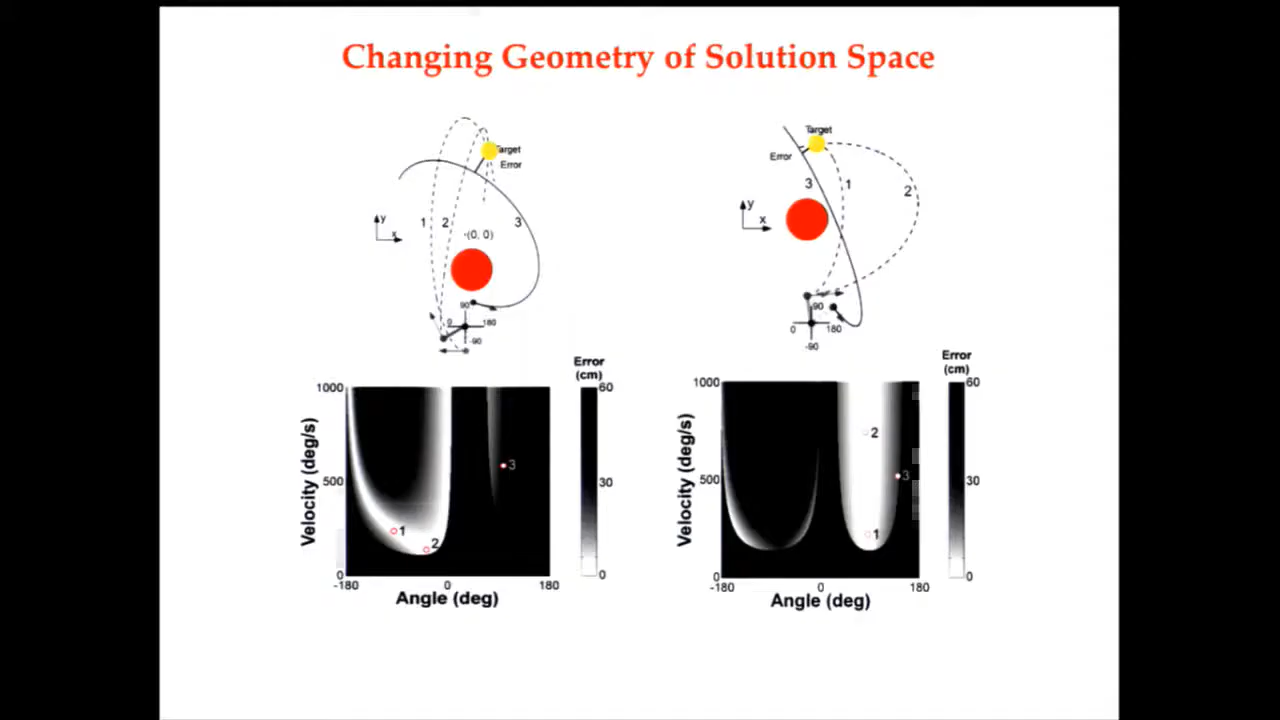 Changing Geometry of Solution Space
Target
Error
1
2
3
y
x
(0, 0)
90
0
180
-90
Target
Error
3
1
2
y
x
90
0
180
-90
Error
(cm)
60
30
0
1000
500
0
Velocity (deg/s)
3
1
2
-180
0
180
Angle (deg)
Error
(cm)
60
30
0
1000
500
0
Velocity (deg/s)
2
3
1
-180
0
180
Angle (deg)